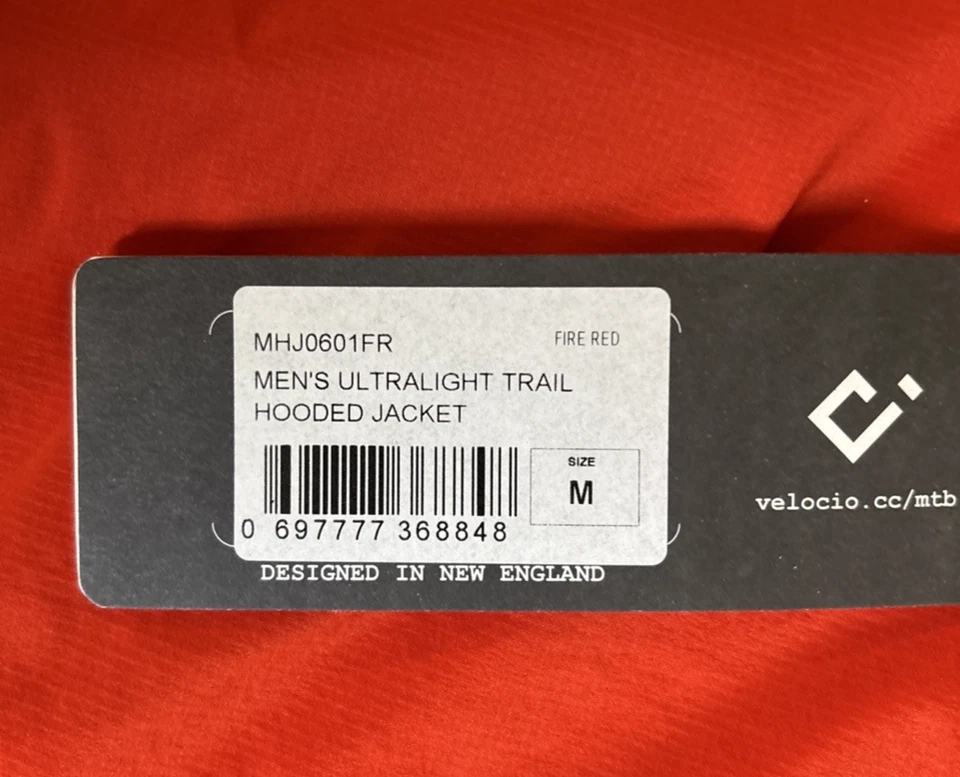 MHJ0601FR
FIRE RED
MEN'S ULTRALIGHT TRAIL
HOODED JACKET
SIZE
M
0 697777 368848
DESIGNED IN NEW ENGLAND
velocio.cc/mtb